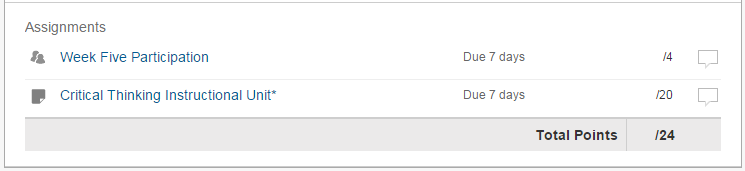 Assignments
Week Five Participation Due 7 days /4
Critical Thinking Instructional Unit* Due 7 days /20
Total Points /24